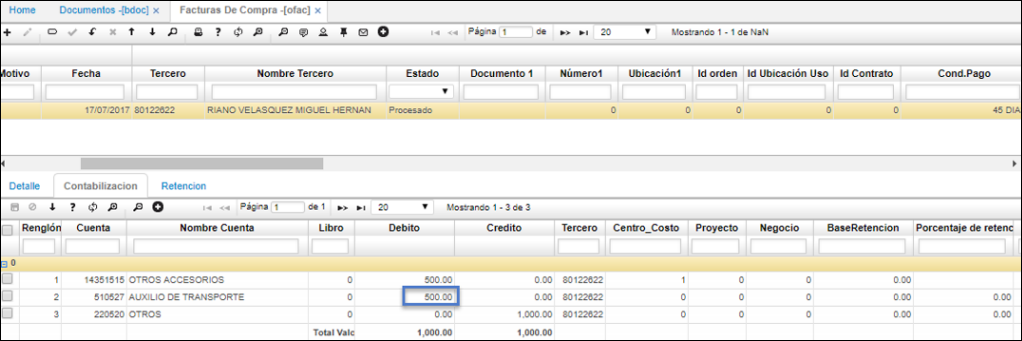 Home Documentos -[bdoc] × Facturas De Compra -[ofac] ×
Página 1 de 20 Mostrando 1 - 1 de NaN
Motivo Fecha Tercero Nombre Tercero Estado Documento 1 Número1 Ubicación1 Id orden Id Ubicación Uso Id Contrato Cond.Pago
17/07/2017 80122622 RIANO VELASQUEZ MIGUEL HERNAN Procesado 0 0 0 0 0 45 DIA
Detalle Contabilizacion Retencion
Página 1 de 1 20 Mostrando 1 - 3 de 3
Renglón Cuenta Nombre Cuenta Libro Debito Credito Tercero Centro_Costo Proyecto Negocio BaseRetencion Porcentaje de retenc
0
1 14351515 OTROS ACCESORIOS 0 500.00 0.00 80122622 1 0 0 0.00
2 510527 AUXILIO DE TRANSPORTE 0 500.00 0.00 80122622 0 0 0 0.00 0.00
3 220520 OTROS 0 0.00 1,000.00 80122622 0 0 0 0.00 0.00
Total Valc 1,000.00 1,000.00